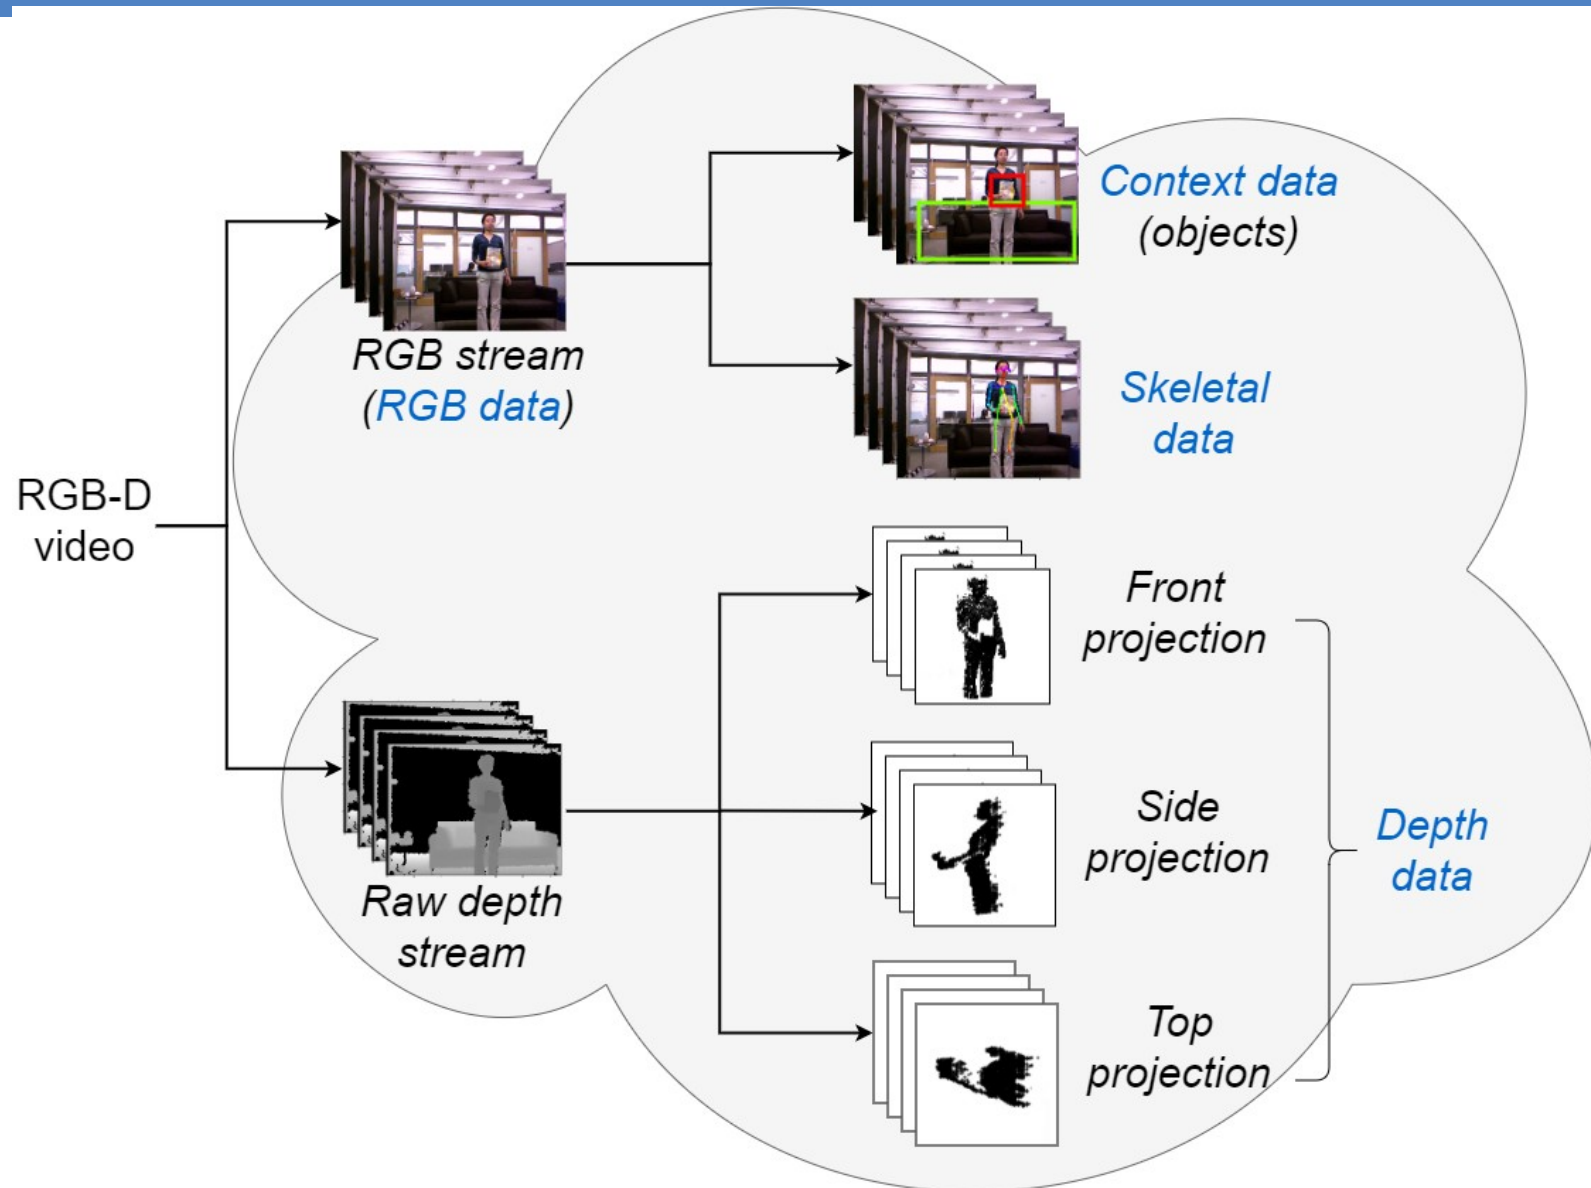 RGB-D
video
RGB stream
(RGB data)
Context data
(objects)
Skeletal
data
Raw depth
stream
Front
projection
Side
projection
Top
projection
Depth
data